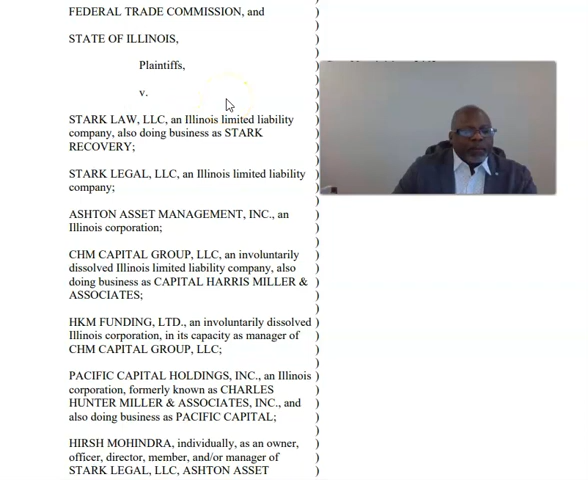 FEDERAL TRADE COMMISSION, and
STATE OF ILLINOIS,
Plaintiffs,
v.
STARK LAW, LLC, an Illinois limited liability
company, also doing business as STARK
RECOVERY;
STARK LEGAL, LLC, an Illinois limited liability
company;
ASHTON ASSET MANAGEMENT, INC., an
Illinois corporation;
CHM CAPITAL GROUP, LLC, an involuntarily
dissolved Illinois limited liability company, also
doing business as CAPITAL HARRIS MILLER &
ASSOCIATES;
HKM FUNDING, LTD., an involuntarily dissolved
Illinois corporation, in its capacity as manager of
CHM CAPITAL GROUP, LLC;
PACIFIC CAPITAL HOLDINGS, INC., an Illinois
corporation, formerly known as CHARLES
HUNTER MILLER & ASSOCIATES, INC., and
also doing business as PACIFIC CAPITAL;
HIRSH MOHINDRA, individually, as an owner,
officer, director, member, and/or manager of
STARK LEGAL, LLC, ASHTON ASSET